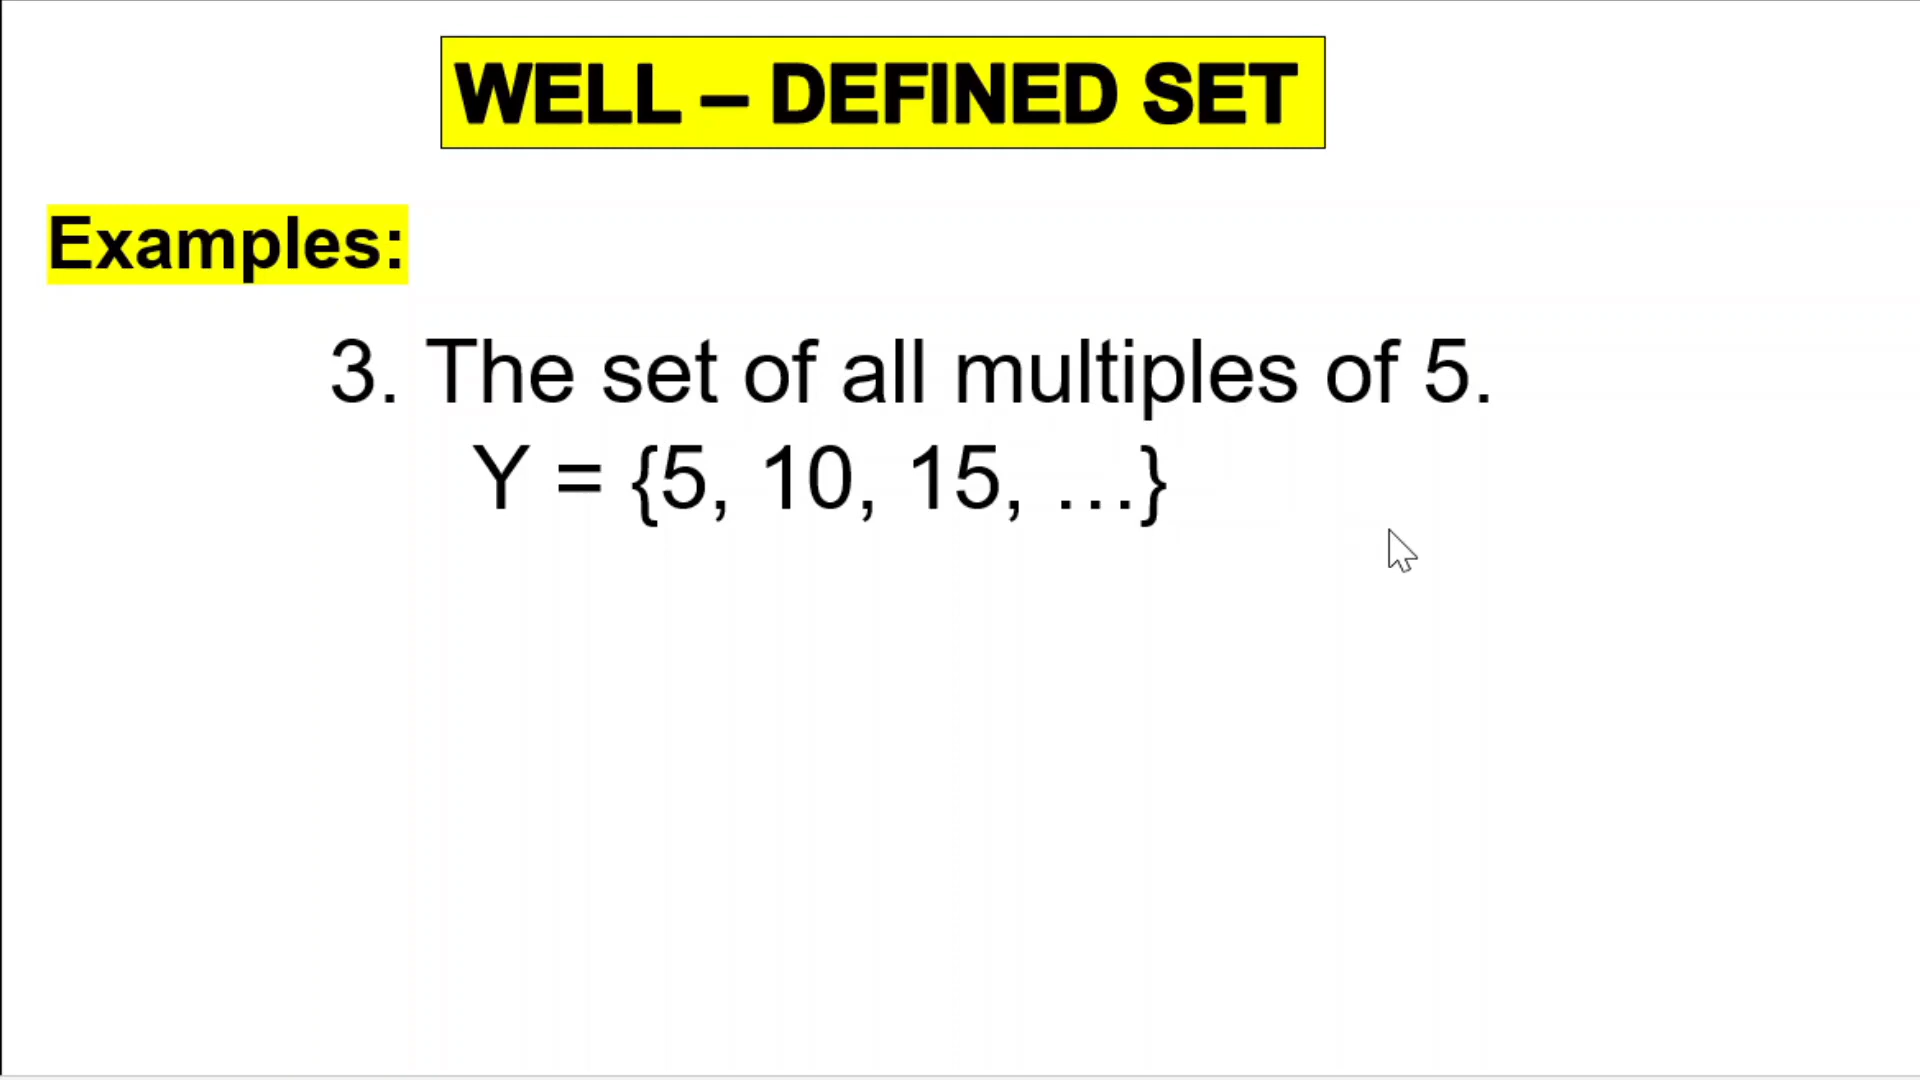 WELL – DEFINED SET
Examples:
3. The set of all multiples of 5.
Y = {5, 10, 15, …}